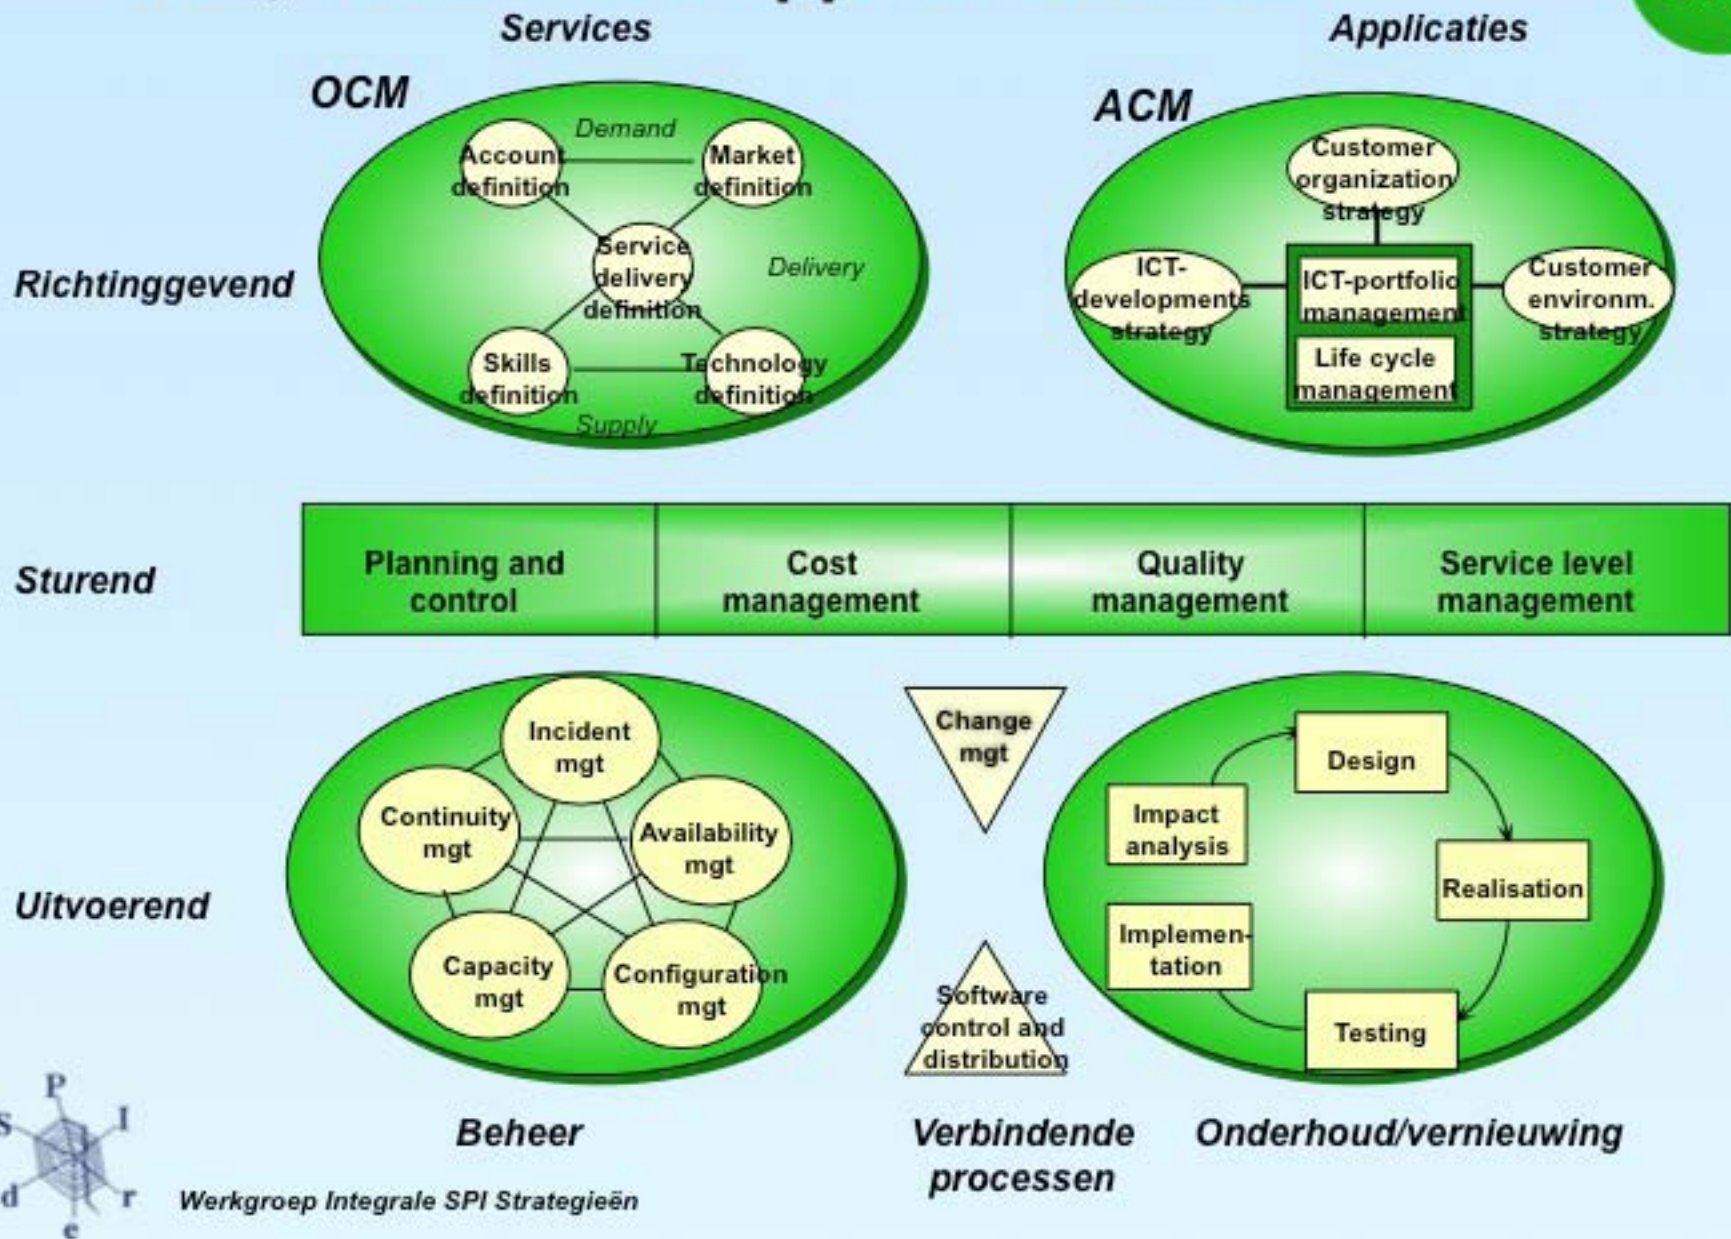 Services
Applicaties
OCM
Demand
Account
definition
Market
definition
Service
delivery
definition
Delivery
Skills
definition
Technology
definition
Supply
ACM
Customer
organization
strategy
ICT-
developments
strategy
ICT-portfolio
management
Customer
environm.
strategy
Life cycle
management
Richtinggevend
Sturend
Planning and
control
Cost
management
Quality
management
Service level
management
Uitvoerend
Incident
mgt
Continuity
mgt
Availability
mgt
Capacity
mgt
Configuration
mgt
Change
mgt
Software
control and
distribution
Design
Impact
analysis
Realisation
Implemen-
tation
Testing
Beheer
Verbindende
processen
Onderhoud/vernieuwing
S P I
d e r
Werkgroep Integrale SPI Strategieën